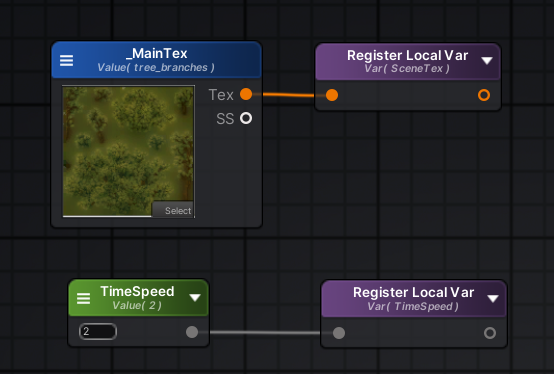 _MainTex
Value( tree_branches )
Tex
SS
Select
Register Local Var
Var( SceneTex )
TimeSpeed
Value( 2 )
2
Register Local Var
Var( TimeSpeed )